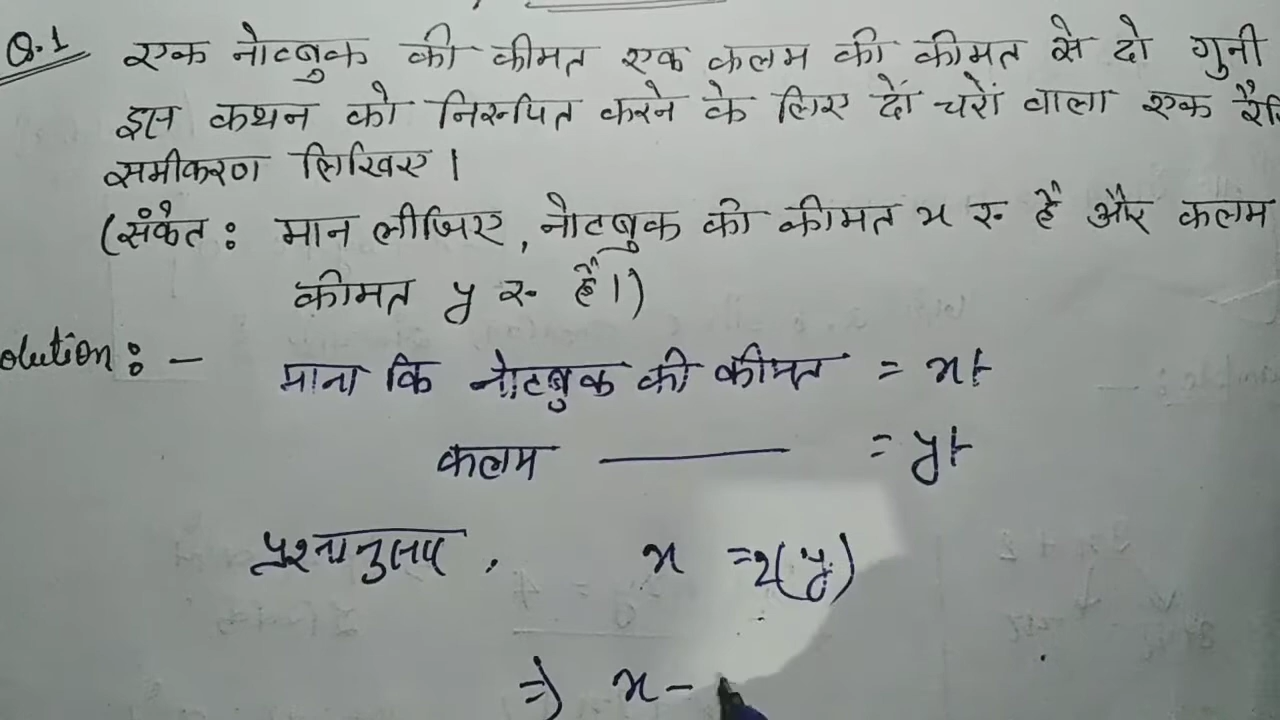 Q.1 एक नोटबुक की कीमत एक कलम की कीमत से दो गुनी
इस कथन को निरूपित करने के लिए दो चरों वाला एक रैखि
समीकरण लिखिए।
(संकेत: मान लीजिए, नोटबुक की कीमत x रु. है और कलम
कीमत y रु. है।)
olution: - माना कि नोटबुक की कीमत = x
कलम —— = y
प्रश्नानुसार, x = 2(y)
⇒ x -